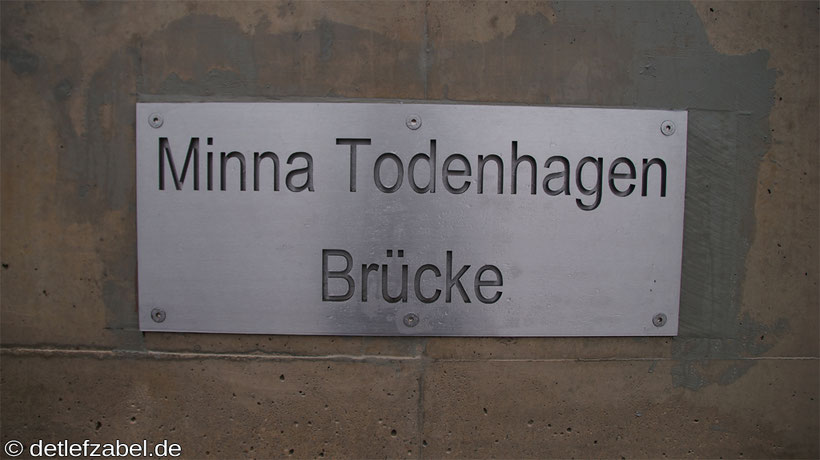 Minna Todenhagen
Brücke
© detlefzabel.de